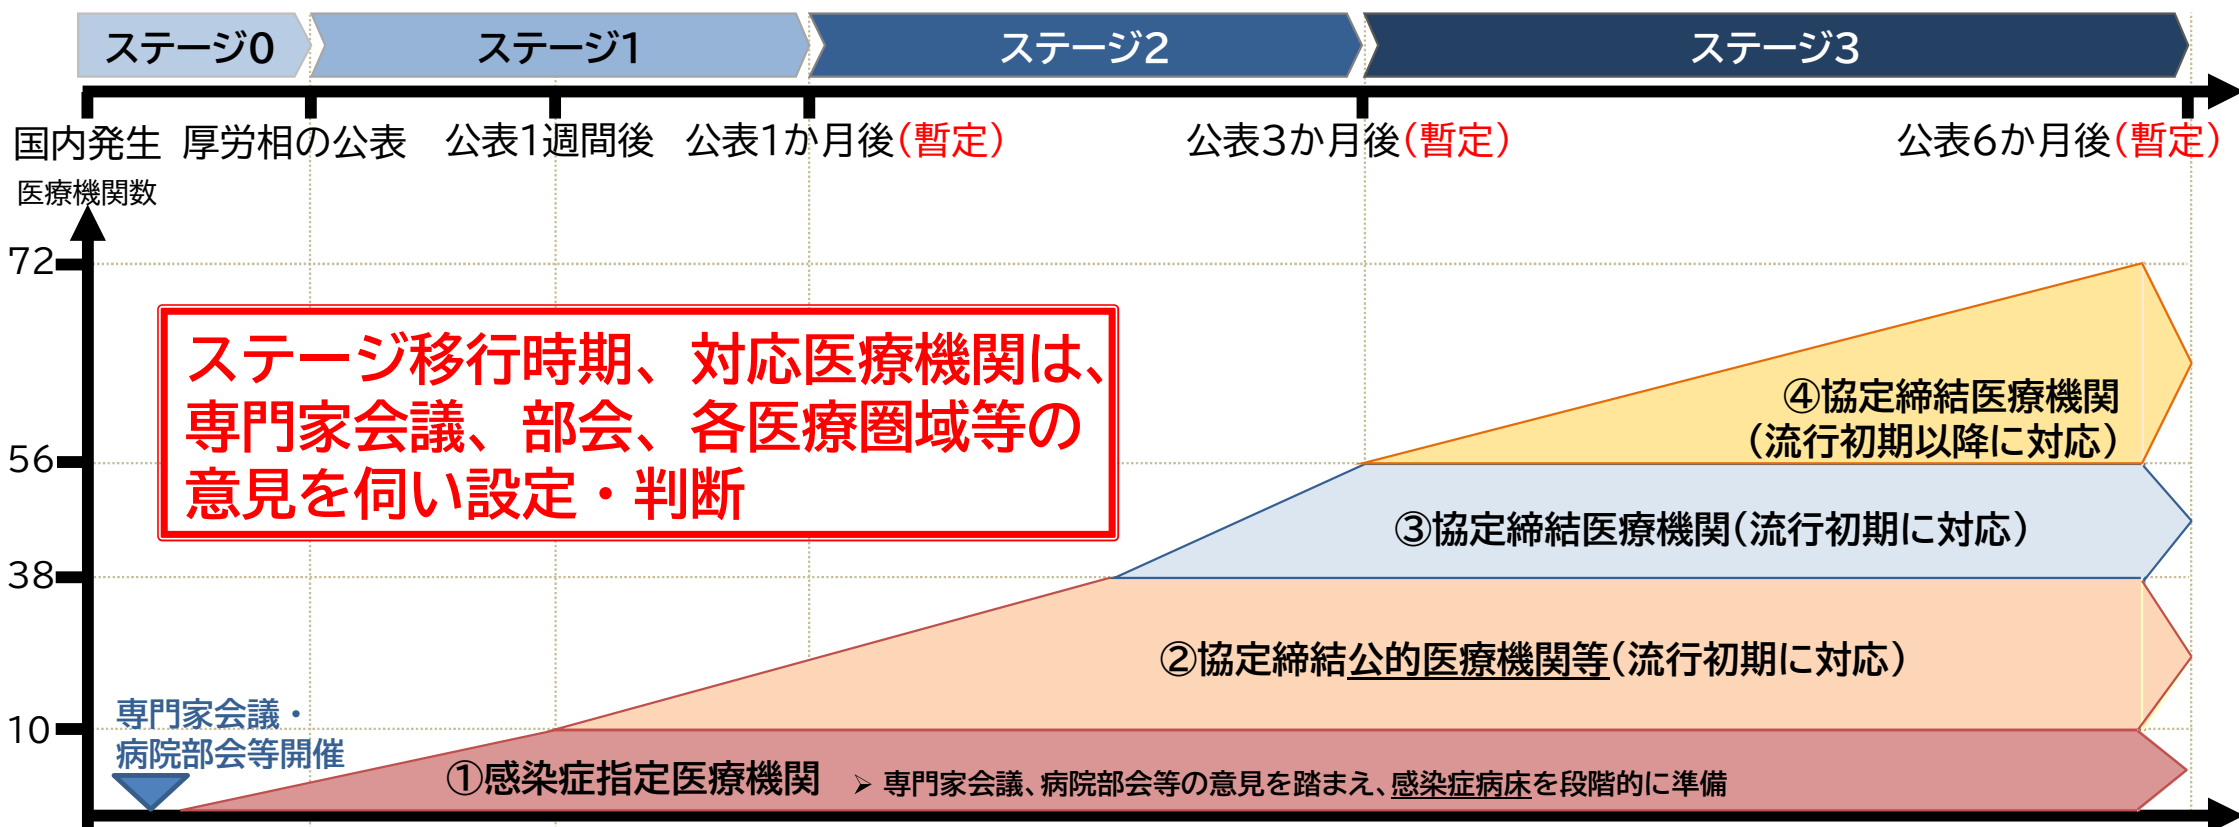 ステージ0
ステージ1
ステージ2
ステージ3
国内発生
厚労相の公表
公表1週間後
公表1か月後(暫定)
公表3か月後(暫定)
公表6か月後(暫定)
医療機関数
72
56
38
10
ステージ移行時期、対応医療機関は、
専門家会議、部会、各医療圏域等の
意見を伺い設定・判断
④協定締結医療機関
(流行初期以降に対応)
③協定締結医療機関(流行初期に対応)
②協定締結公的医療機関等(流行初期に対応)
専門家会議・
病院部会等開催
①感染症指定医療機関
➢ 専門家会議、病院部会等の意見を踏まえ、感染症病床を段階的に準備